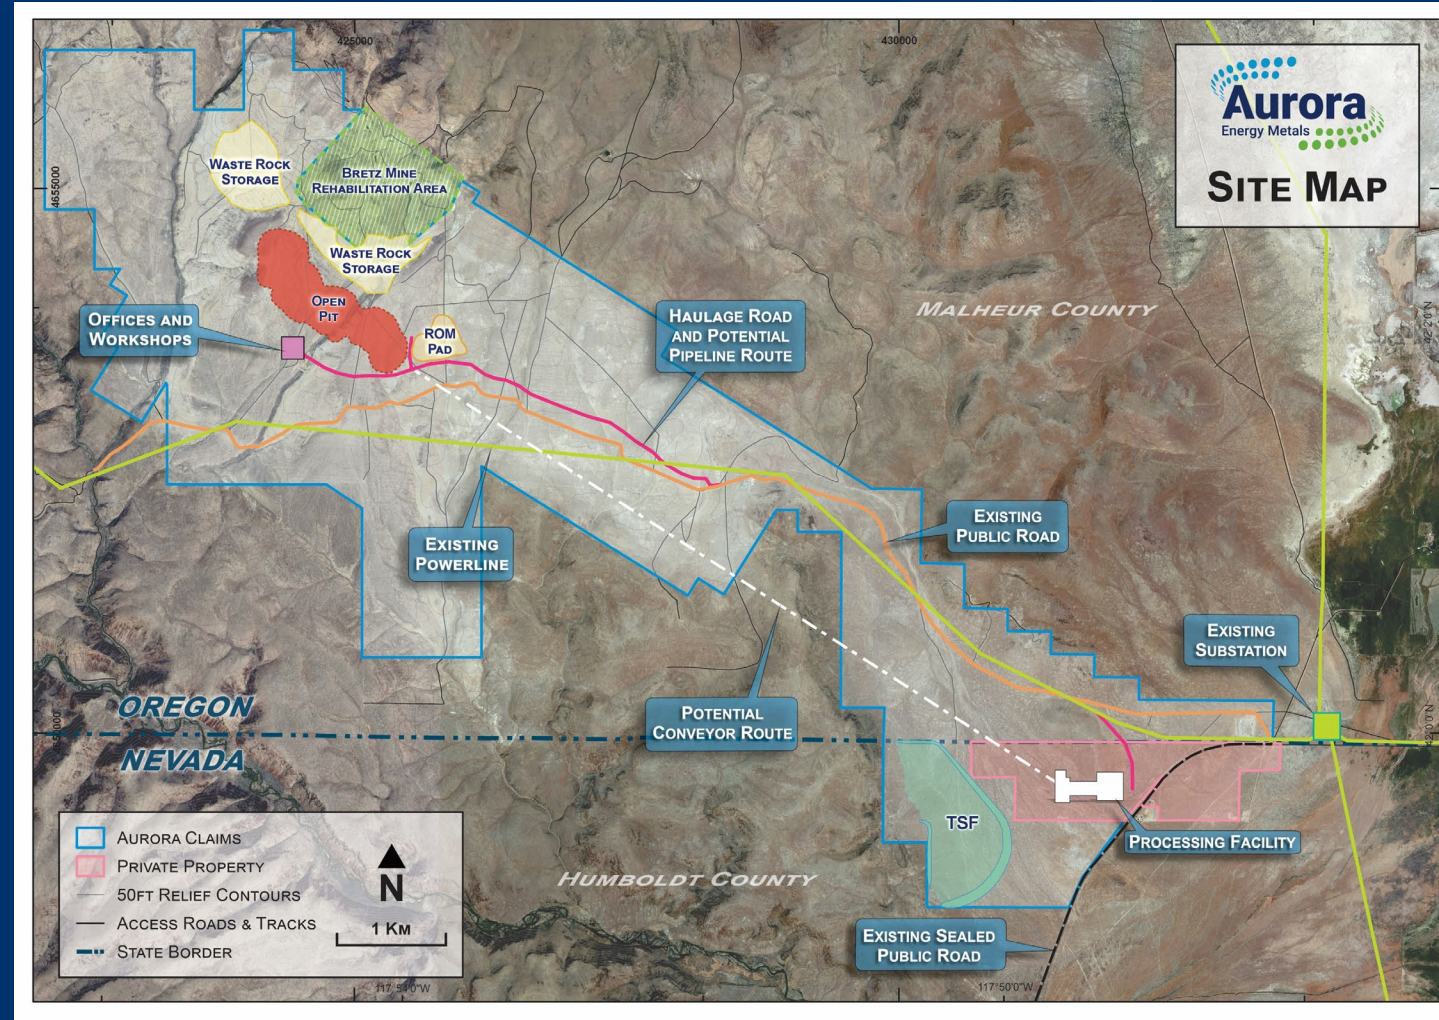 425000
430000
Aurora
Energy Metals
SITE MAP
4655000
WASTE ROCK
STORAGE
BRETZ MINE
REHABILITATION AREA
WASTE ROCK
STORAGE
OPEN
PIT
OFFICES AND
WORKSHOPS
ROM
PAD
HAULAGE ROAD
AND POTENTIAL
PIPELINE ROUTE
MALHEUR COUNTY
EXISTING
PUBLIC ROAD
EXISTING
POWERLINE
EXISTING
SUBSTATION
POTENTIAL
CONVEYOR ROUTE
OREGON
NEVADA
TSF
PROCESSING FACILITY
HUMBOLDT COUNTY
EXISTING SEALED
PUBLIC ROAD
AURORA CLAIMS
PRIVATE PROPERTY
50FT RELIEF CONTOURS
ACCESS ROADS & TRACKS
STATE BORDER
N
1 KM
117°50'0"W